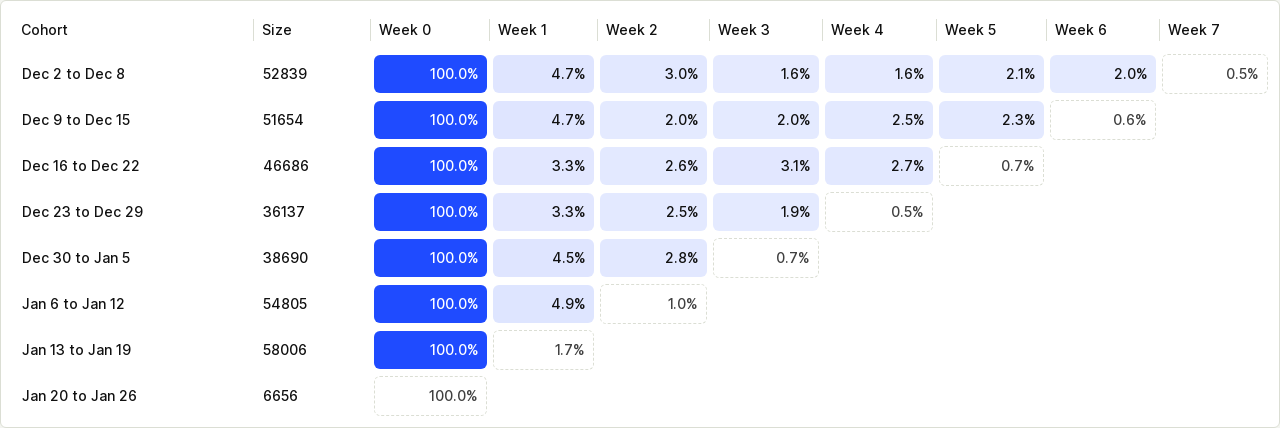 Cohort Size Week 0 Week 1 Week 2 Week 3 Week 4 Week 5 Week 6 Week 7
Dec 2 to Dec 8 52839 100.0% 4.7% 3.0% 1.6% 1.6% 2.1% 2.0% 0.5%
Dec 9 to Dec 15 51654 100.0% 4.7% 2.0% 2.0% 2.5% 2.3% 0.6%
Dec 16 to Dec 22 46686 100.0% 3.3% 2.6% 3.1% 2.7% 0.7%
Dec 23 to Dec 29 36137 100.0% 3.3% 2.5% 1.9% 0.5%
Dec 30 to Jan 5 38690 100.0% 4.5% 2.8% 0.7%
Jan 6 to Jan 12 54805 100.0% 4.9% 1.0%
Jan 13 to Jan 19 58006 100.0% 1.7%
Jan 20 to Jan 26 6656 100.0%